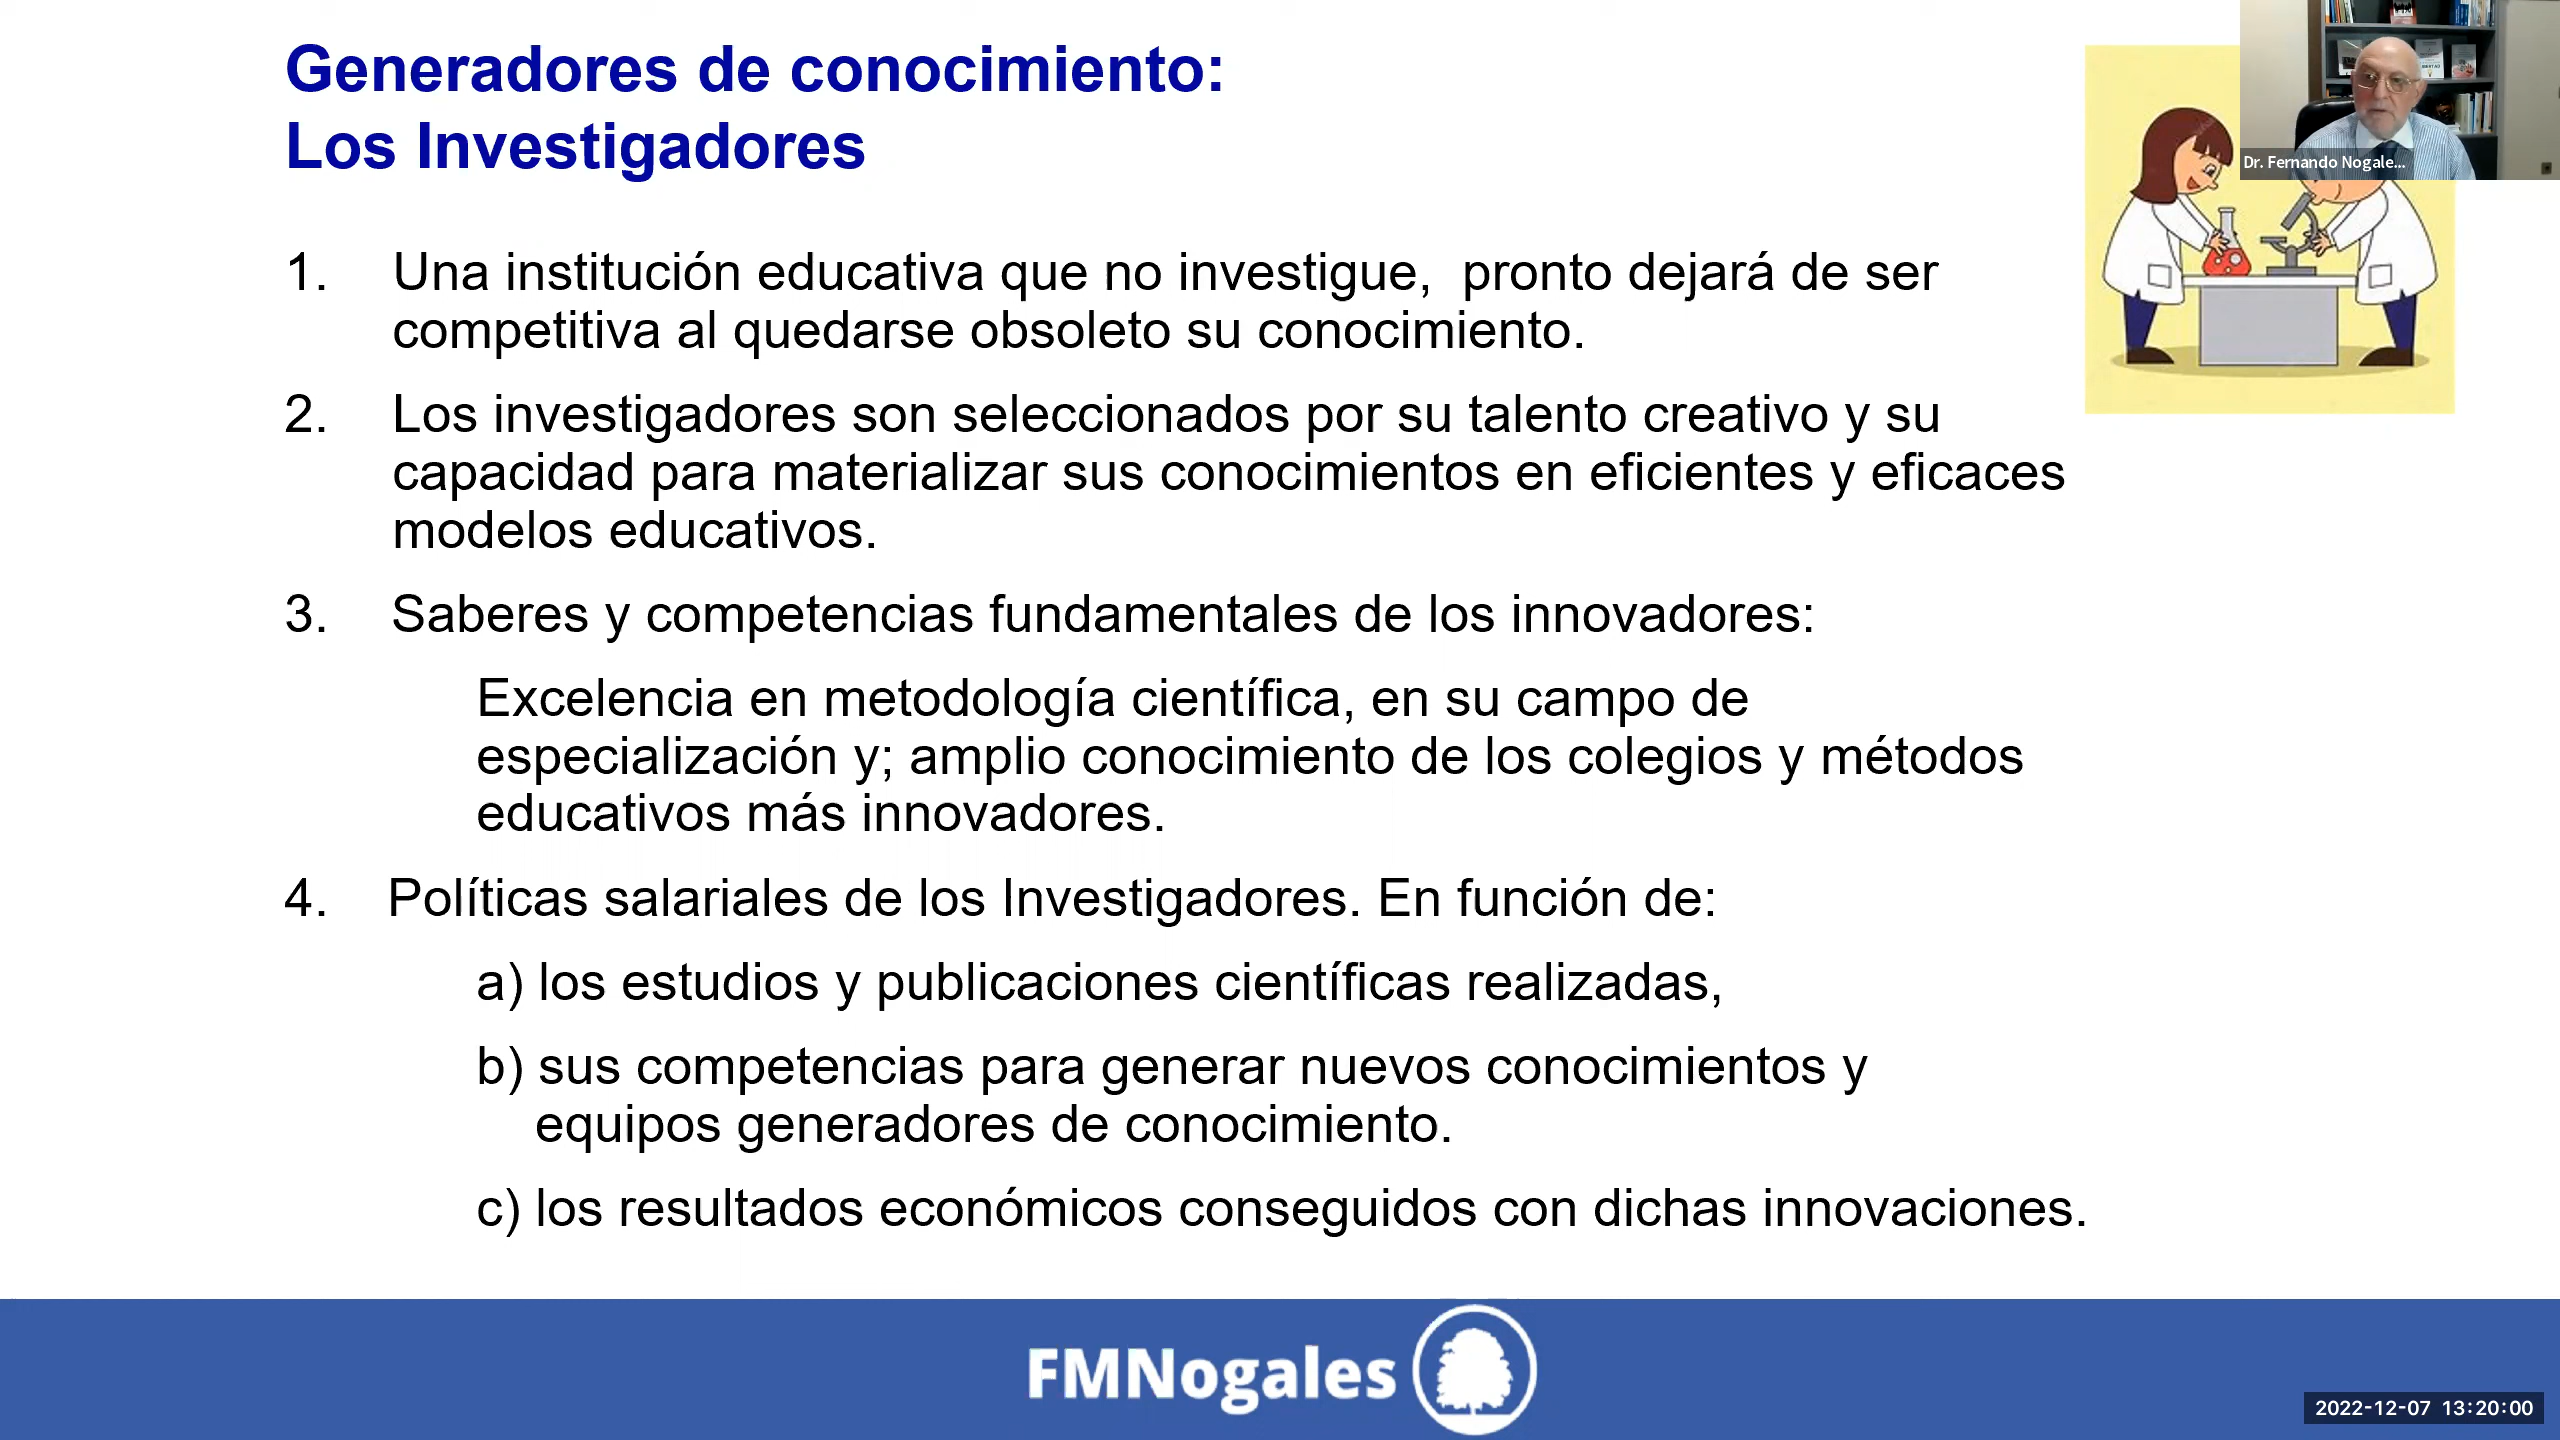 Generadores de conocimiento:
Los Investigadores
Dr. Fernando Nogale...
1. Una institución educativa que no investigue, pronto dejará de ser
competitiva al quedarse obsoleto su conocimiento.
2. Los investigadores son seleccionados por su talento creativo y su
capacidad para materializar sus conocimientos en eficientes y eficaces
modelos educativos.
3. Saberes y competencias fundamentales de los innovadores:
Excelencia en metodología científica, en su campo de
especialización y; amplio conocimiento de los colegios y métodos
educativos más innovadores.
4. Políticas salariales de los Investigadores. En función de:
a) los estudios y publicaciones científicas realizadas,
b) sus competencias para generar nuevos conocimientos y
equipos generadores de conocimiento.
c) los resultados económicos conseguidos con dichas innovaciones.
FMNogales
2022-12-07 13:20:00